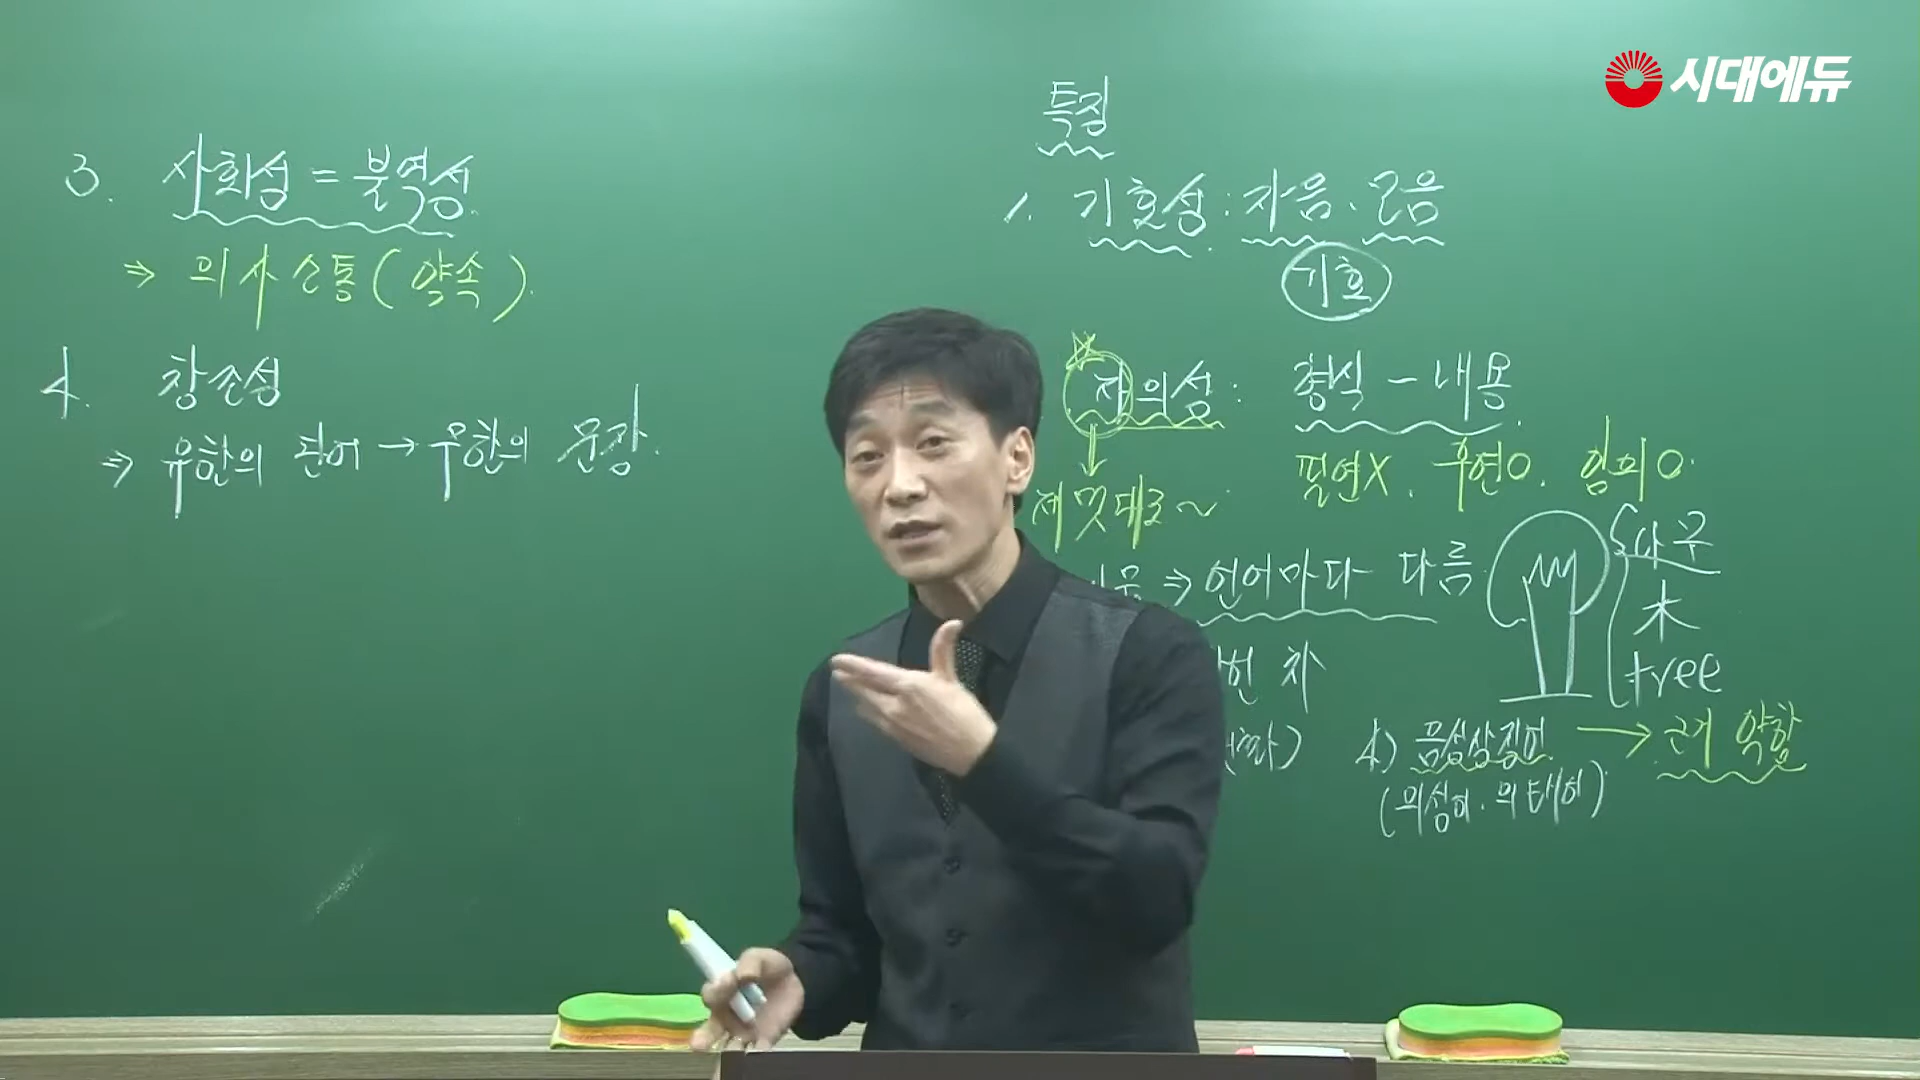 시대에듀
특징
1. 기호성 : 자음、모음
기호
자의성 : 형식 - 내용
필연X. 우연O. 임의O.
제멋대로~
⇒ 언어마다 다름
나무
木
tree
4) 음성상징어 → 근거 약함
(의성어·의태어)
3. 사회성 = 불역성
⇒ 의사소통(약속).
4. 창조성
⇒ 유한의 단어 → 무한의 문장.